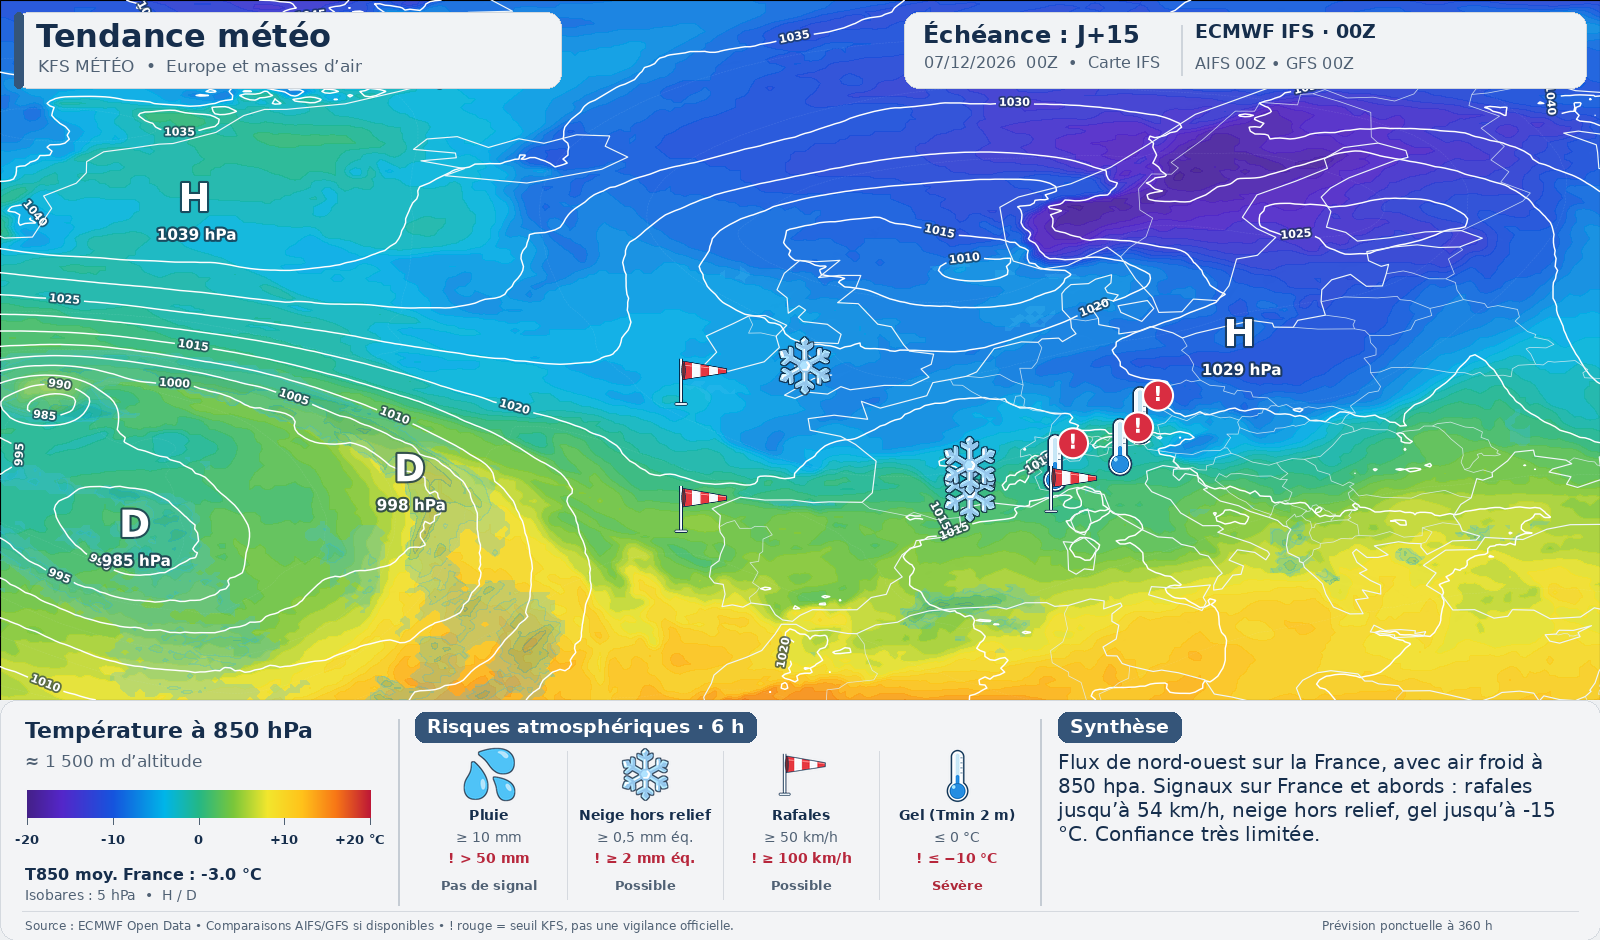 Tendance météo
KFS MÉTÉO • Europe et masses d’air
Échéance : J+15
07/12/2026 00Z • Carte IFS
ECMWF IFS · 00Z
AIFS 00Z • GFS 00Z
1035
1030
1035
1040
1040
H
1039 hPa
1015
1010
1025
1020
1025
1015
H
1029 hPa
990
985
1000
1005
1010
1020
995
D
998 hPa
D
985 hPa
995
1010
1015
1015
1020
Température à 850 hPa
≈ 1 500 m d’altitude
-20 -10 0 +10 +20 °C
T850 moy. France : -3.0 °C
Isobares : 5 hPa • H / D
Risques atmosphériques · 6 h
Pluie
≥ 10 mm
! > 50 mm
Pas de signal
Neige hors relief
≥ 0,5 mm éq.
! ≥ 2 mm éq.
Possible
Rafales
≥ 50 km/h
! ≥ 100 km/h
Possible
Gel (Tmin 2 m)
≤ 0 °C
! ≤ −10 °C
Sévère
Synthèse
Flux de nord-ouest sur la France, avec air froid à
850 hpa. Signaux sur France et abords : rafales
jusqu’à 54 km/h, neige hors relief, gel jusqu’à -15
°C. Confiance très limitée.
Source : ECMWF Open Data • Comparaisons AIFS/GFS si disponibles • ! rouge = seuil KFS, pas une vigilance officielle.
Prévision ponctuelle à 360 h